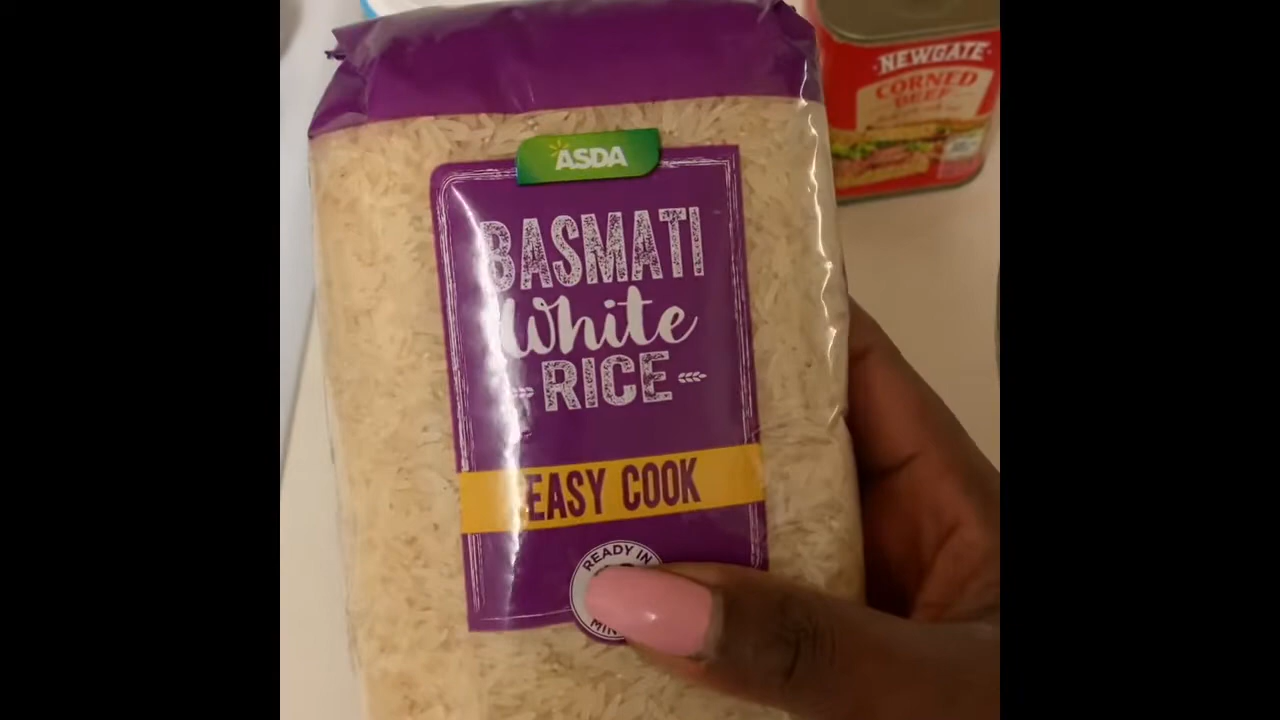 ASDA
BASMATI
White
RICE
EASY COOK
READY IN
NEWGATE
CORNED
BEEF